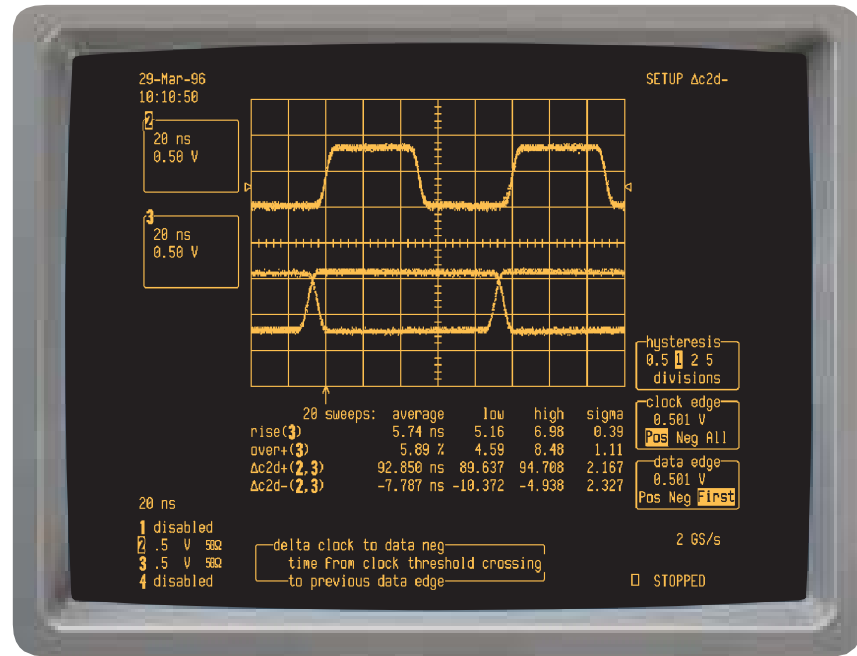 29-Mar-96
10:10:50
SETUP Δc2d-
2
20 ns
0.50 V
3
20 ns
0.50 V
hysteresis
0.5 1 2 5
divisions
clock edge
0.501 V
Pos Neg All
data edge
0.501 V
Pos Neg First
20 sweeps: average low high sigma
rise(3) 5.74 ns 5.16 6.98 0.39
over+(3) 5.89 % 4.59 8.48 1.11
Δc2d+(2,3) 92.850 ns 89.637 94.708 2.167
Δc2d-(2,3) -7.787 ns -10.372 -4.938 2.327
20 ns
1 disabled
2 .5 V 50Ω
3 .5 V 50Ω
4 disabled
delta clock to data neg
time from clock threshold crossing
to previous data edge
2 GS/s
STOPPED